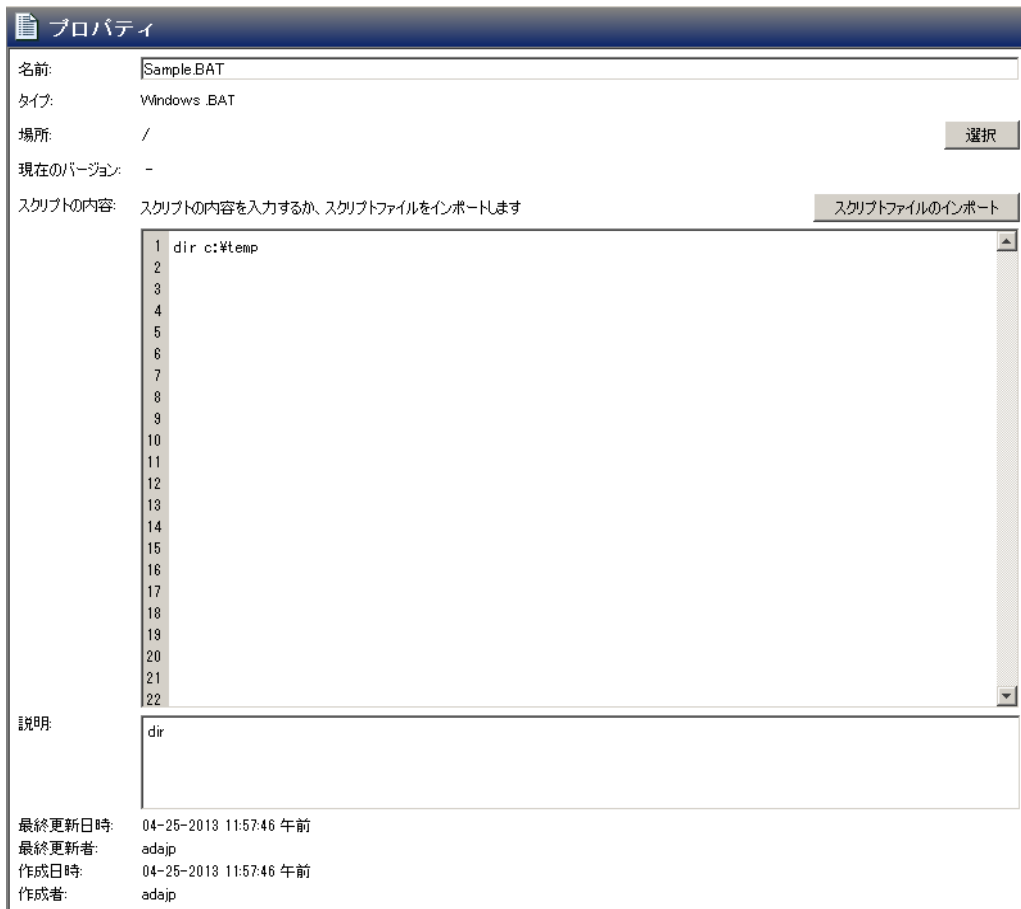 プロパティ
名前: Sample.BAT
タイプ: Windows .BAT
場所: / 選択
現在のバージョン: -
スクリプトの内容: スクリプトの内容を入力するか、スクリプトファイルをインポートします スクリプトファイルのインポート
1 dir c:¥temp
2
3
4
5
6
7
8
9
10
11
12
13
14
15
16
17
18
19
20
21
22
説明: dir
最終更新日時: 04-25-2013 11:57:46 午前
最終更新者: adajp
作成日時: 04-25-2013 11:57:46 午前
作成者: adajp